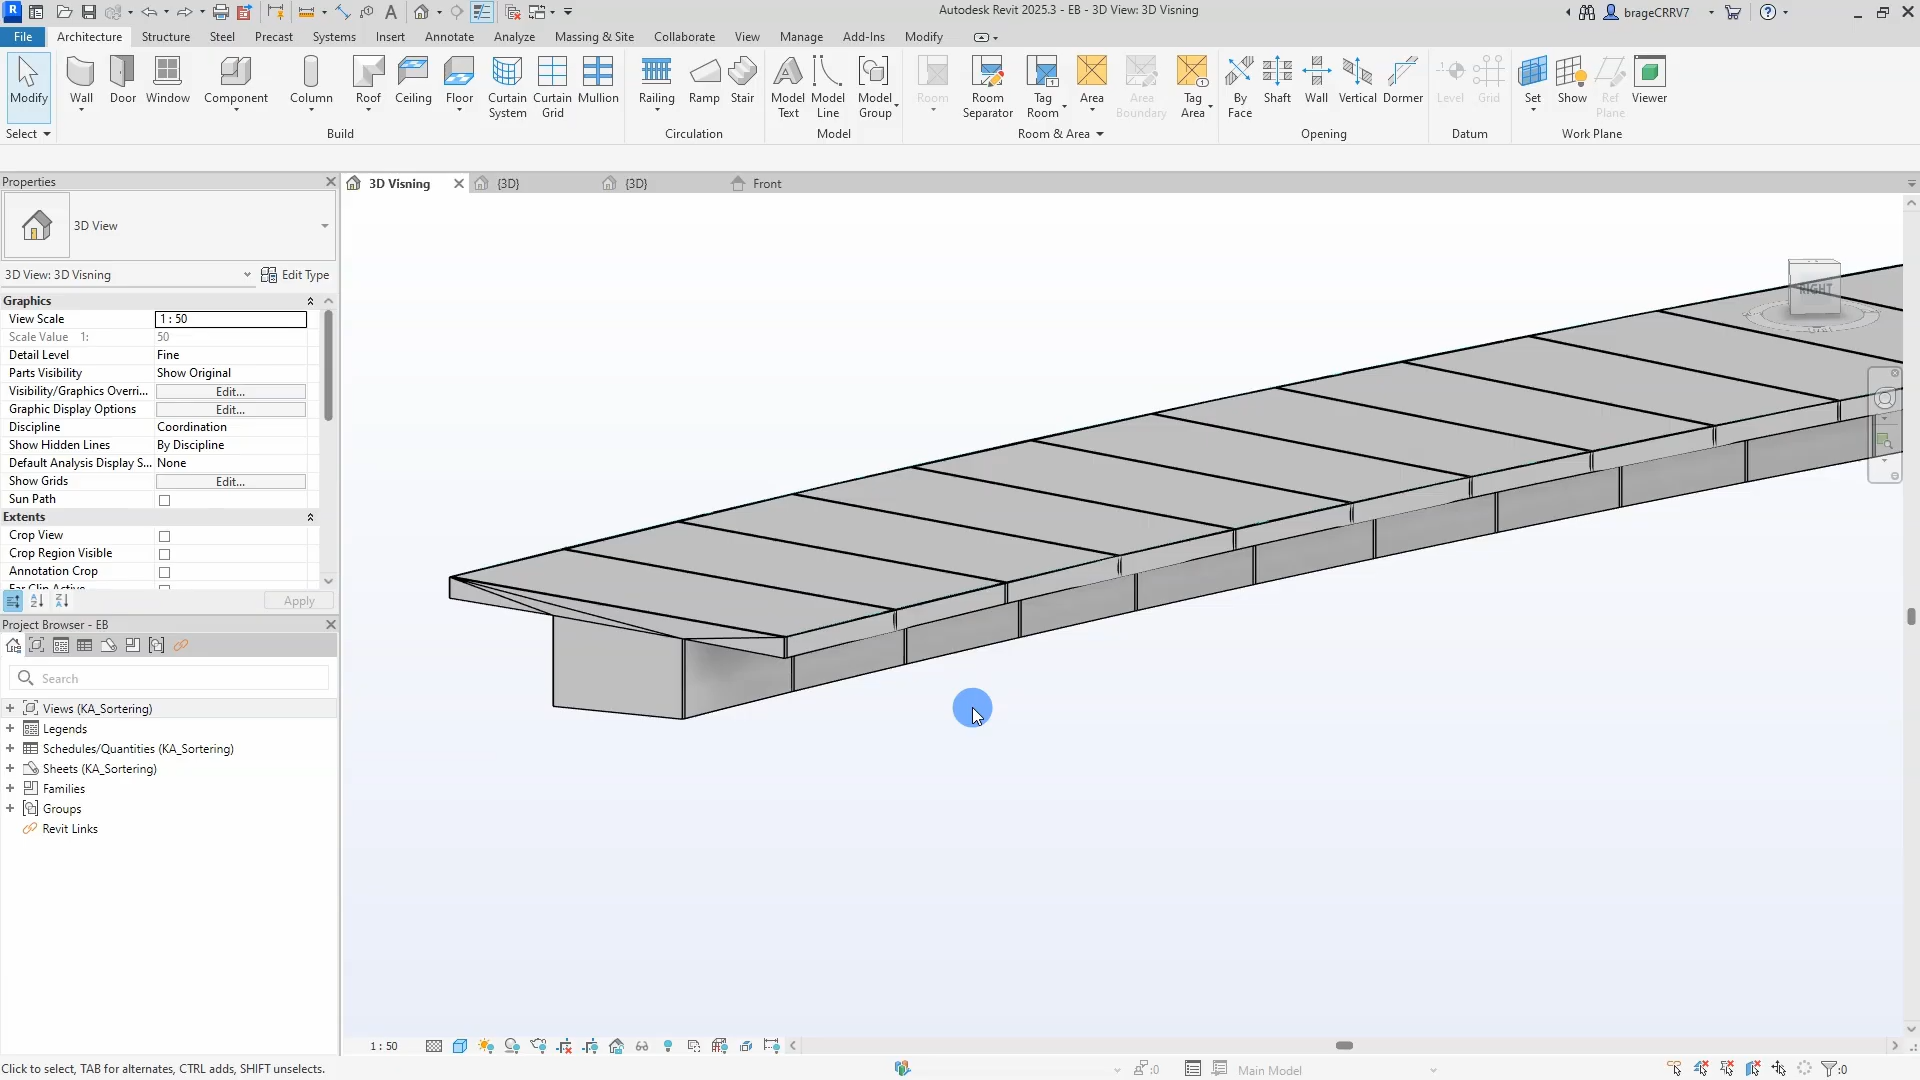 Autodesk Revit 2025.3 - EB - 3D View: 3D Visning
brageCRRV7
File Architecture Structure Steel Precast Systems Insert Annotate Analyze Massing & Site Collaborate View Manage Add-Ins Modify
Modify Wall Door Window Component Column Roof Ceiling Floor Curtain System Curtain Grid Mullion Railing Ramp Stair Model Text Model Line Model Group Room Room Separator Tag Room Area Area Boundary Tag Area By Face Shaft Wall Vertical Dormer Level Grid Set Show Ref Plane Viewer
Select Build Circulation Model Room & Area Opening Datum Work Plane
Properties
3D Visning {3D} {3D} Front
3D View
3D View: 3D Visning Edit Type
Graphics
View Scale 1 : 50
Scale Value 1: 50
Detail Level Fine
Parts Visibility Show Original
Visibility/Graphics Overri... Edit...
Graphic Display Options Edit...
Discipline Coordination
Show Hidden Lines By Discipline
Default Analysis Display S... None
Show Grids Edit...
Sun Path
Extents
Crop View
Crop Region Visible
Annotation Crop
Far Clip Active
Apply
RIGHT
Project Browser - EB
Search
Views (KA_Sortering)
Legends
Schedules/Quantities (KA_Sortering)
Sheets (KA_Sortering)
Families
Groups
Revit Links
1 : 50
Click to select, TAB for alternates, CTRL adds, SHIFT unselects.
:0
Main Model
:0